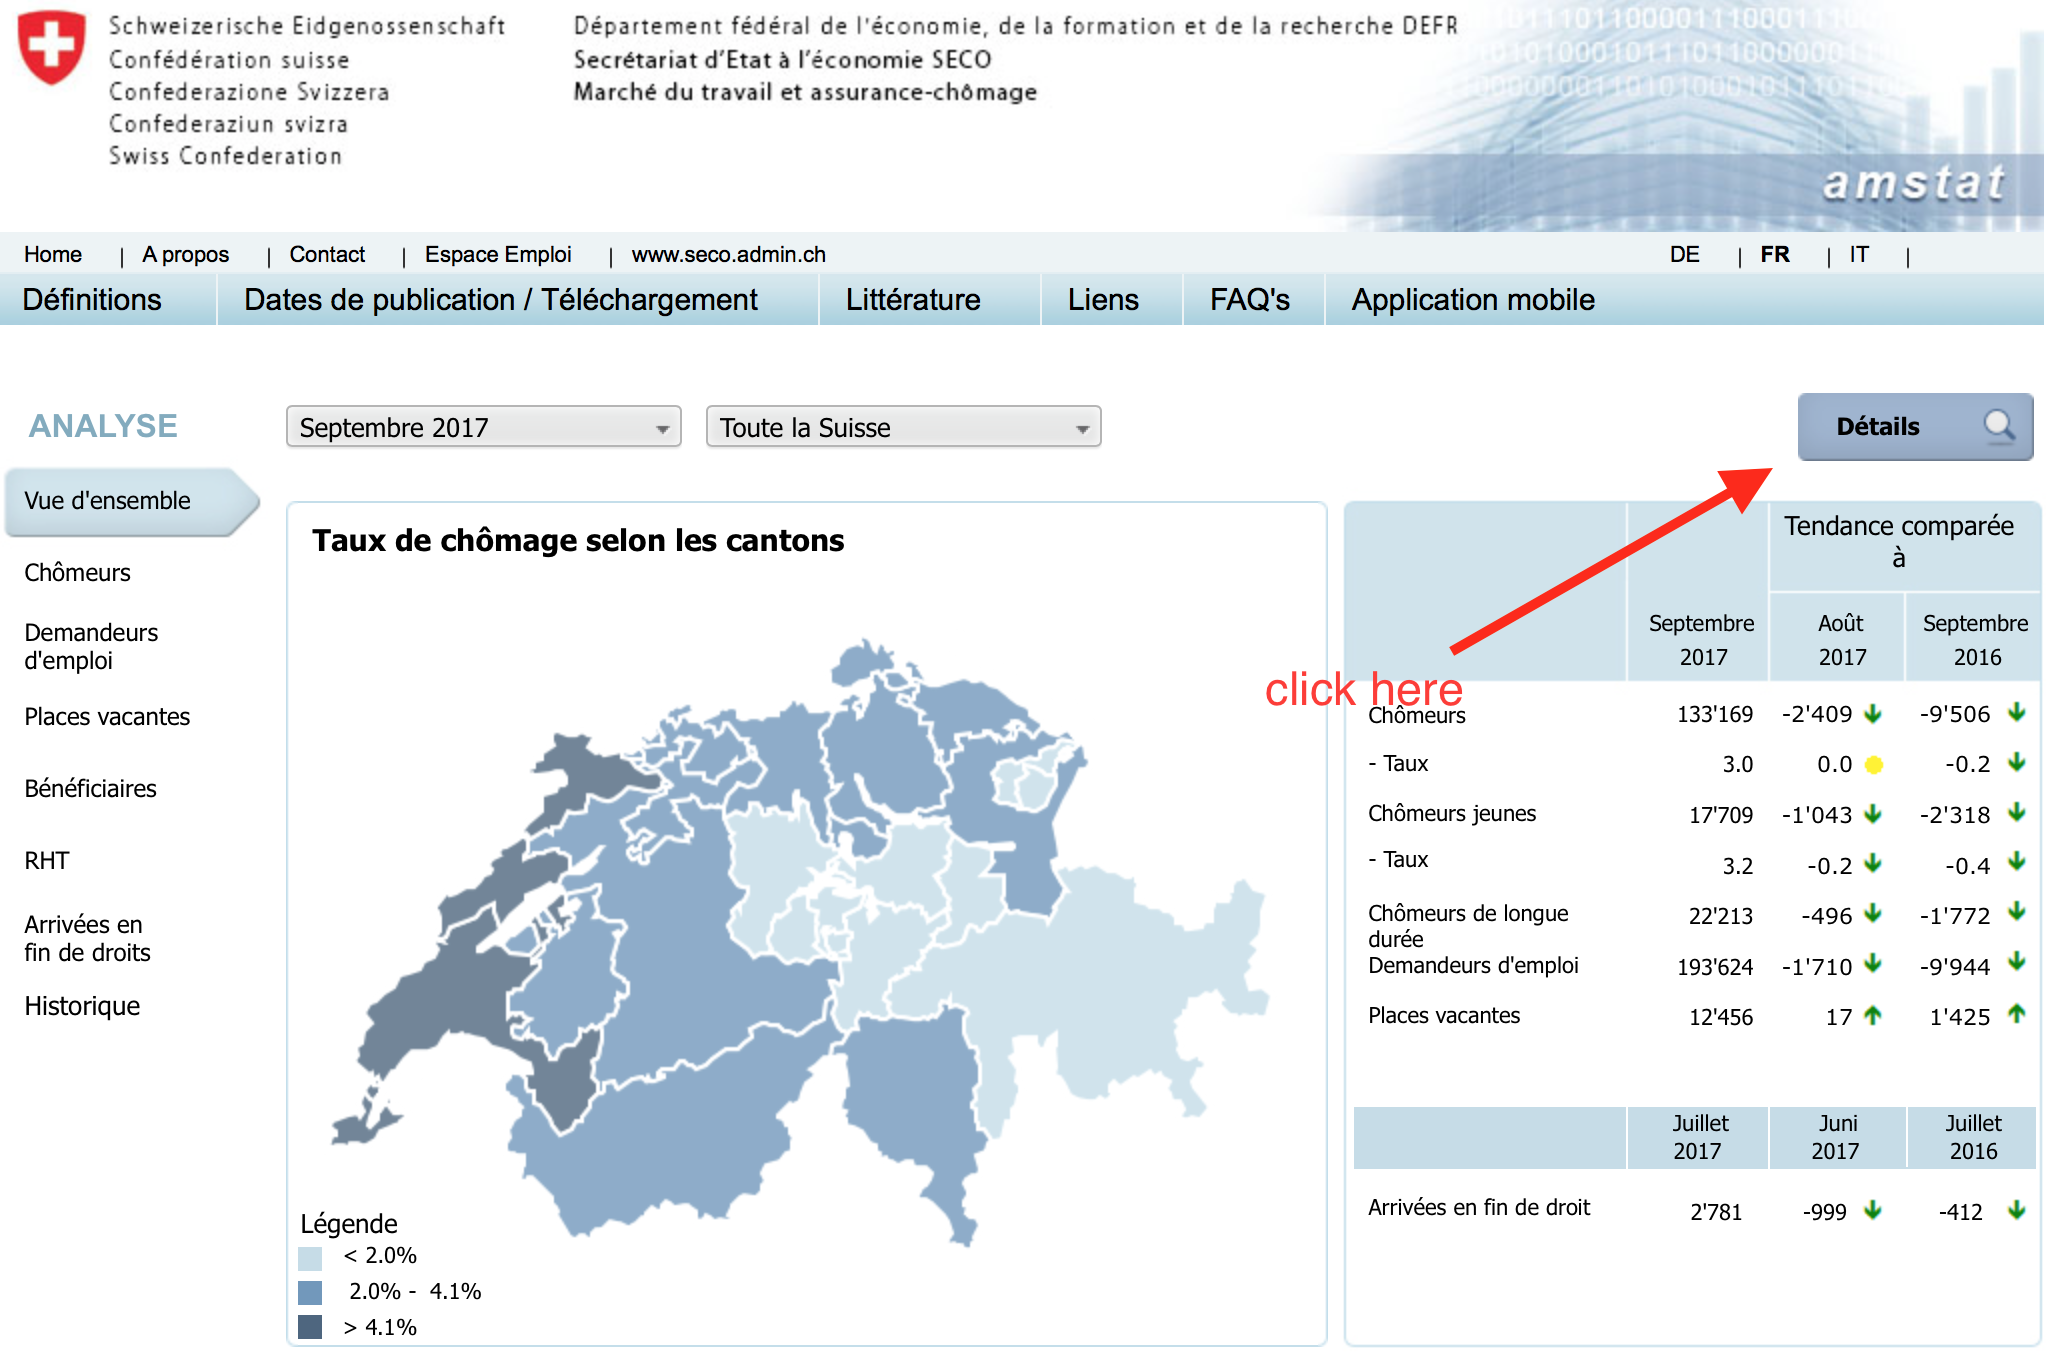 Schweizerische Eidgenossenschaft
Confédération suisse
Confederazione Svizzera
Confederaziun svizra
Swiss Confederation
Département fédéral de l'économie, de la formation et de la recherche DEFR
Secrétariat d'Etat à l'économie SECO
Marché du travail et assurance-chômage
amstat
Home | A propos | Contact | Espace Emploi | www.seco.admin.ch
DE | FR | IT |
Définitions Dates de publication / Téléchargement Littérature Liens FAQ's Application mobile
ANALYSE
Septembre 2017
Toute la Suisse
Détails
Vue d'ensemble
Chômeurs
Demandeurs
d'emploi
Places vacantes
Bénéficiaires
RHT
Arrivées en
fin de droits
Historique
Taux de chômage selon les cantons
Légende
< 2.0%
2.0% - 4.1%
> 4.1%
click here
Tendance comparée
à
Septembre Août Septembre
2017 2017 2016
Chômeurs 133'169 -2'409 -9'506
- Taux 3.0 0.0 -0.2
Chômeurs jeunes 17'709 -1'043 -2'318
- Taux 3.2 -0.2 -0.4
Chômeurs de longue 22'213 -496 -1'772
durée
Demandeurs d'emploi 193'624 -1'710 -9'944
Places vacantes 12'456 17 1'425
Juillet Juni Juillet
2017 2017 2016
Arrivées en fin de droit 2'781 -999 -412